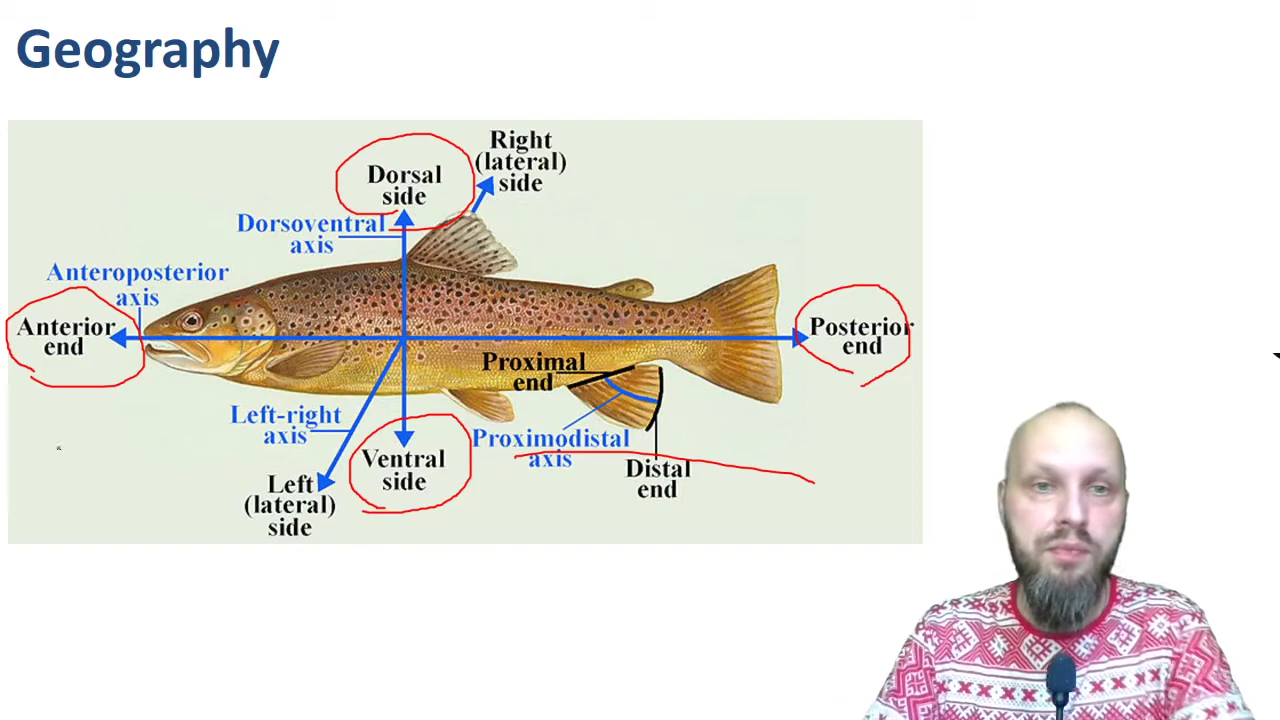 Geography
Right
(lateral)
side
Dorsal
side
Dorsoventral
axis
Anteroposterior
axis
Anterior
end
Posterior
end
Proximal
end
Left-right
axis
Proximodistal
axis
Ventral
side
Distal
end
Left
(lateral)
side